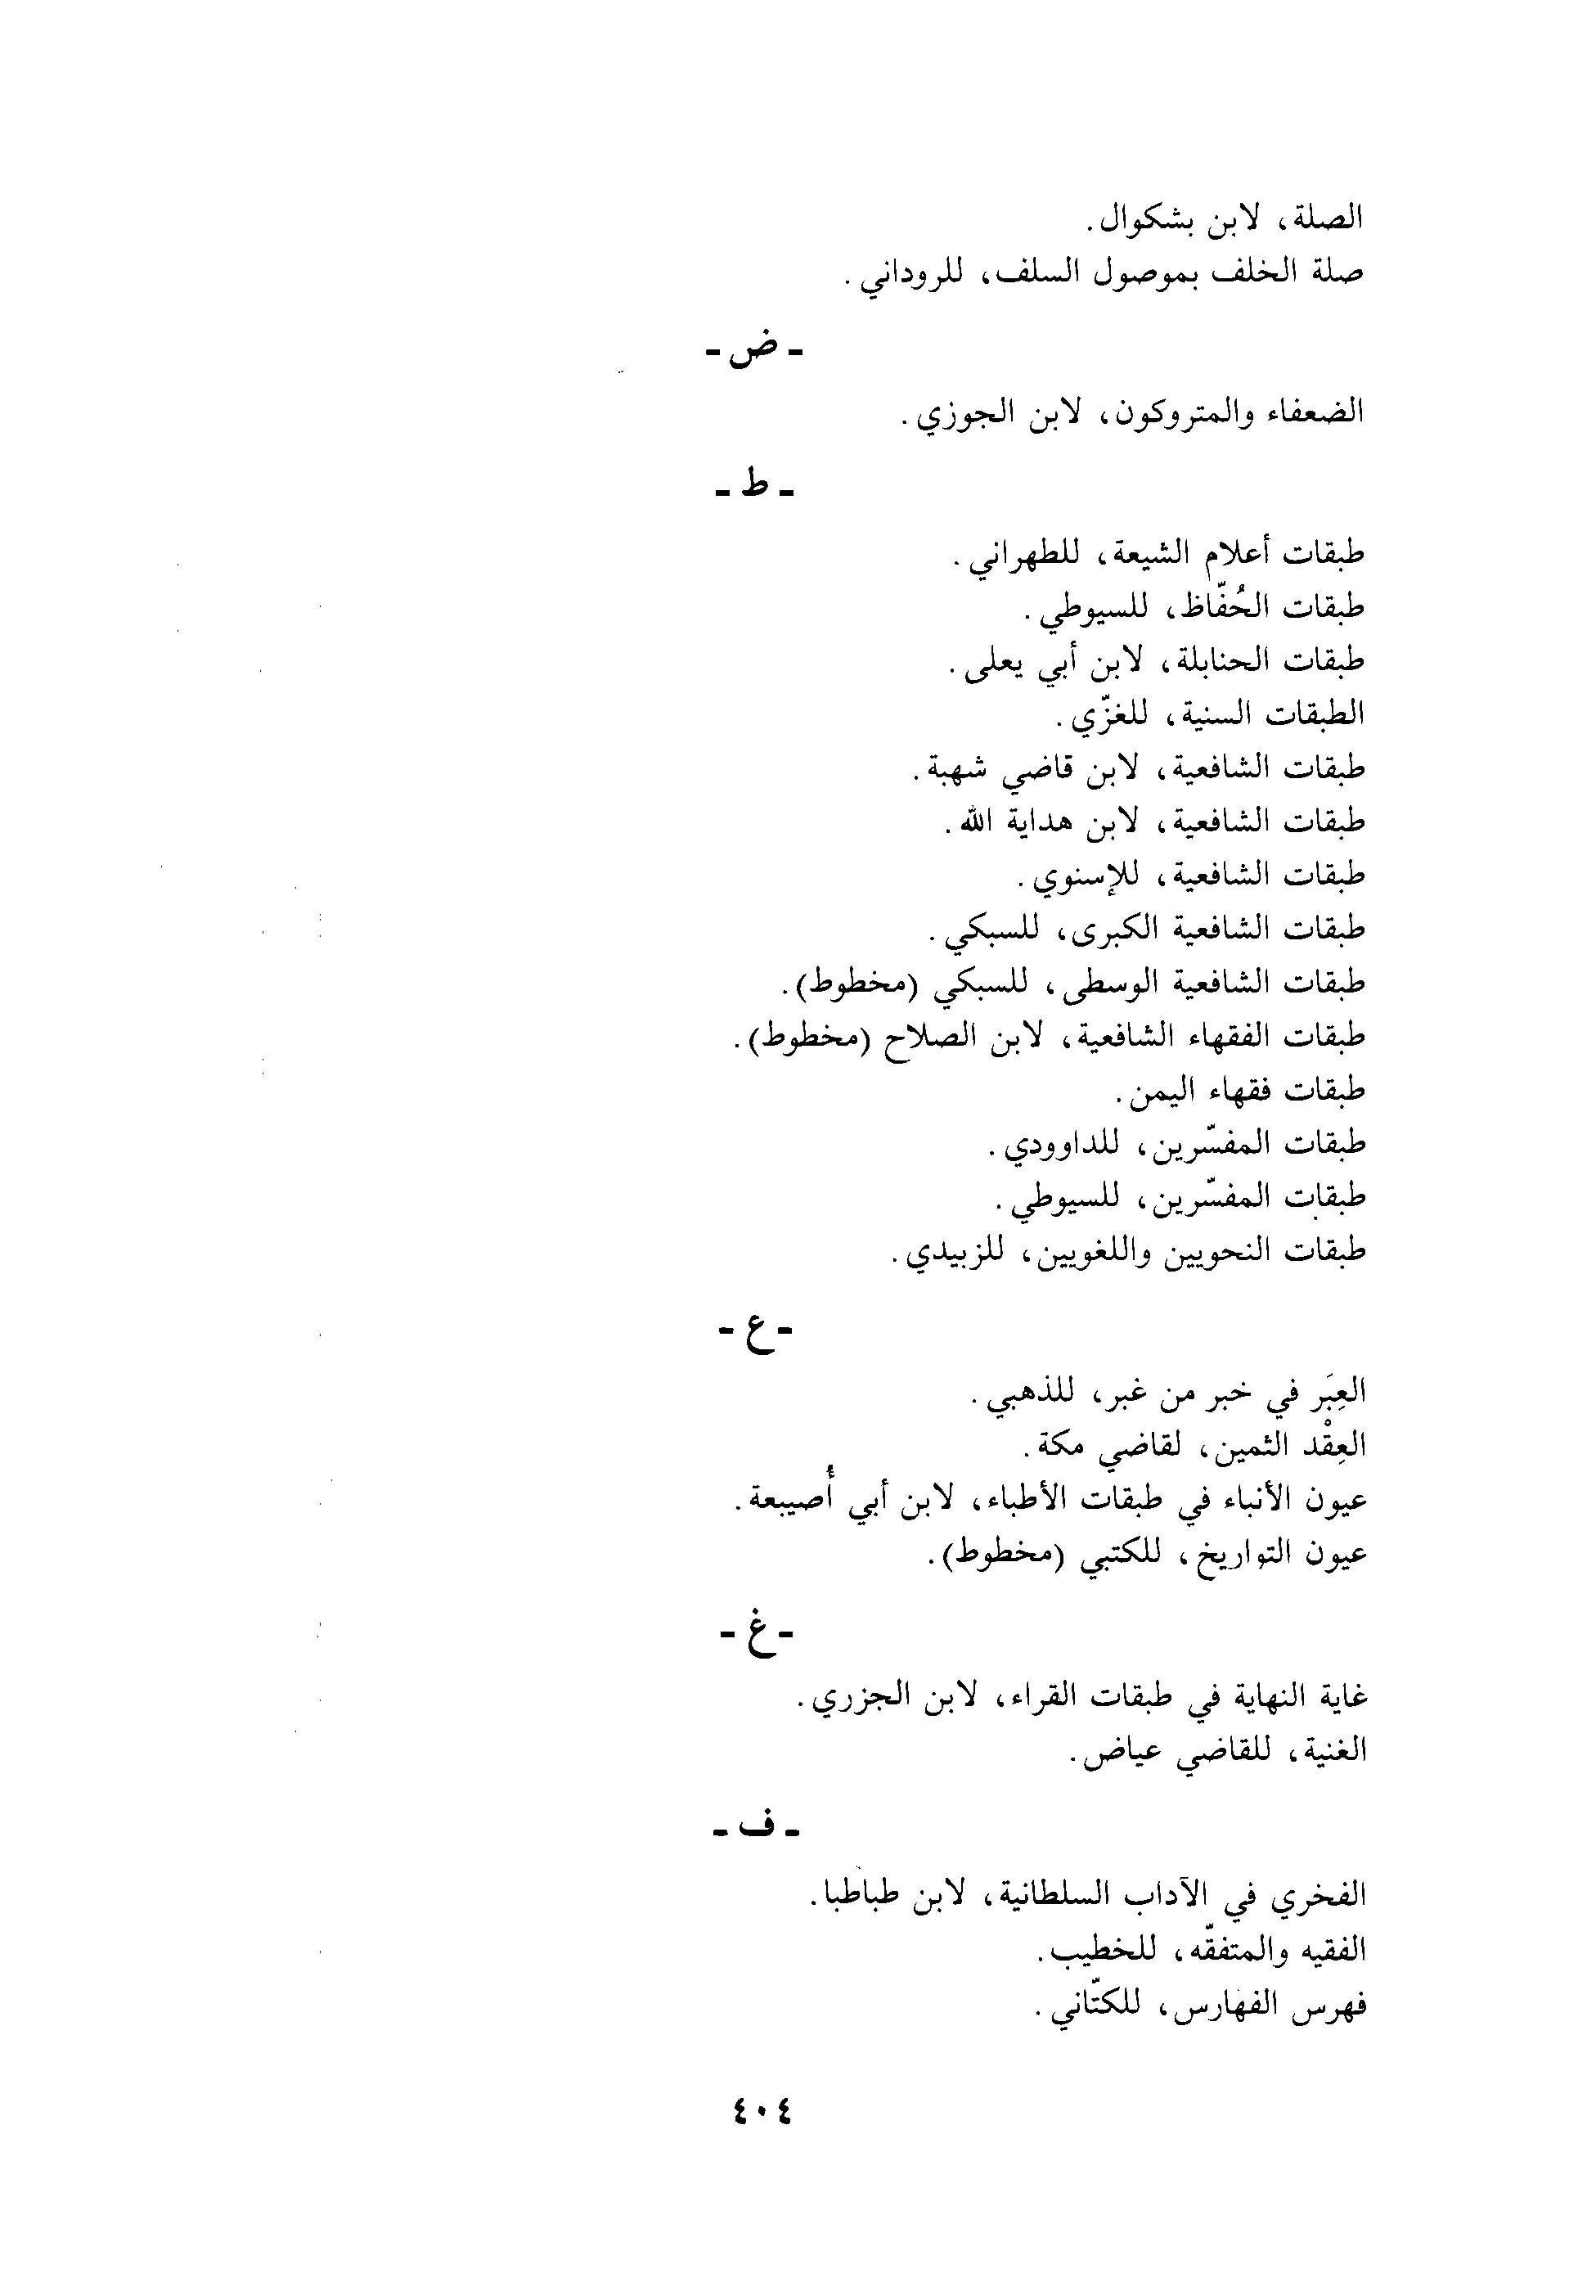 الصلة، لابن بشكوال.
صلة الخلف بموصول السلف، للروداني.
ـ ض ـ
الضعفاء والمتروكون، لابن الجوزي.
ـ ط ـ
طبقات أعلام الشيعة، للطهراني.
طبقات الحُفّاظ، للسيوطي.
طبقات الحنابلة، لابن أبي يعلى.
الطبقات السنية، للغزّي.
طبقات الشافعية، لابن قاضي شهبة.
طبقات الشافعية، لابن هداية الله.
طبقات الشافعية، للإسنوي.
طبقات الشافعية الكبرى، للسبكي.
طبقات الشافعية الوسطى، للسبكي (مخطوط).
طبقات الفقهاء الشافعية، لابن الصلاح (مخطوط).
طبقات فقهاء اليمن.
طبقات المفسّرين، للداوودي.
طبقات المفسّرين، للسيوطي.
طبقات النحويين واللغويين، للزبيدي.
ـ ع ـ
العِبَر في خبر من غبر، للذهبي.
العِقْد الثمين، لقاضي مكة.
عيون الأنباء في طبقات الأطباء، لابن أبي أُصيبعة.
عيون التواريخ، للكتبي (مخطوط).
ـ غ ـ
غاية النهاية في طبقات القراء، لابن الجزري.
الغنية، للقاضي عياض.
ـ ف ـ
الفخري في الآداب السلطانية، لابن طباطبا.
الفقيه والمتفقّه، للخطيب.
فهرس الفهارس، للكتّاني.
٤٠٤